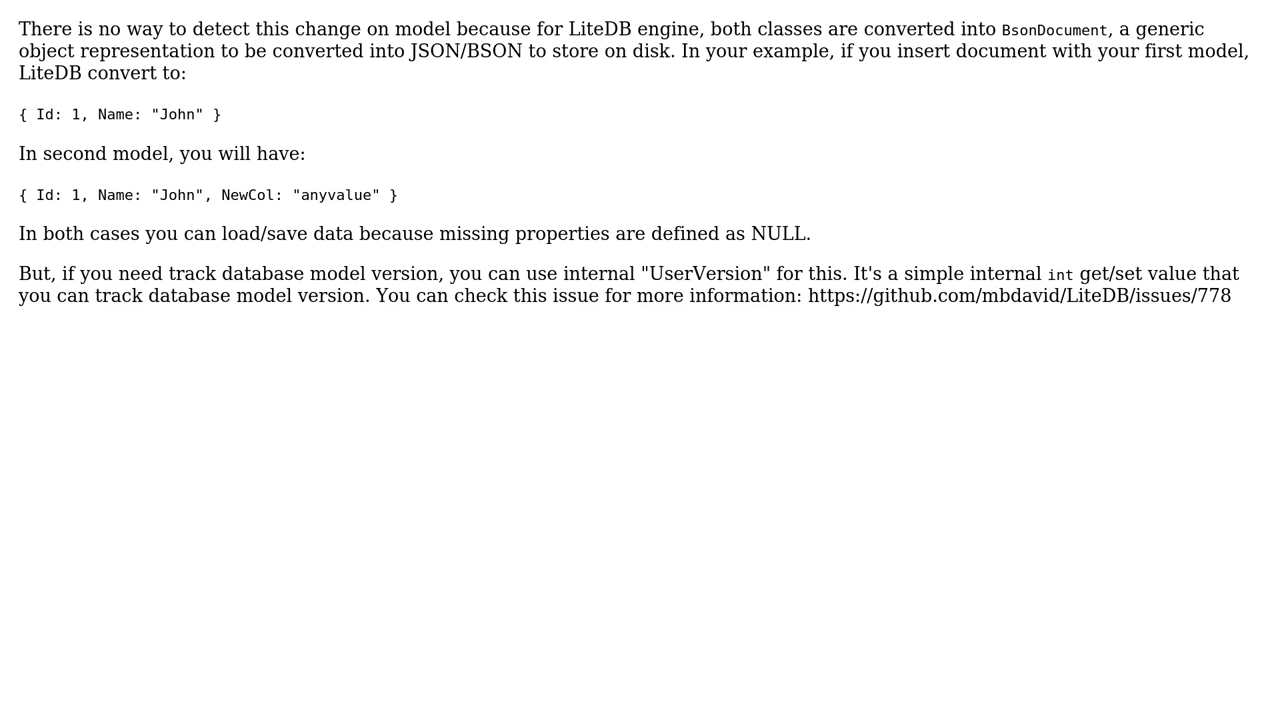 There is no way to detect this change on model because for LiteDB engine, both classes are converted into BsonDocument, a generic
object representation to be converted into JSON/BSON to store on disk. In your example, if you insert document with your first model,
LiteDB convert to:
{ Id: 1, Name: "John" }
In second model, you will have:
{ Id: 1, Name: "John", NewCol: "anyvalue" }
In both cases you can load/save data because missing properties are defined as NULL.
But, if you need track database model version, you can use internal "UserVersion" for this. It's a simple internal int get/set value that
you can track database model version. You can check this issue for more information: https://github.com/mbdavid/LiteDB/issues/778